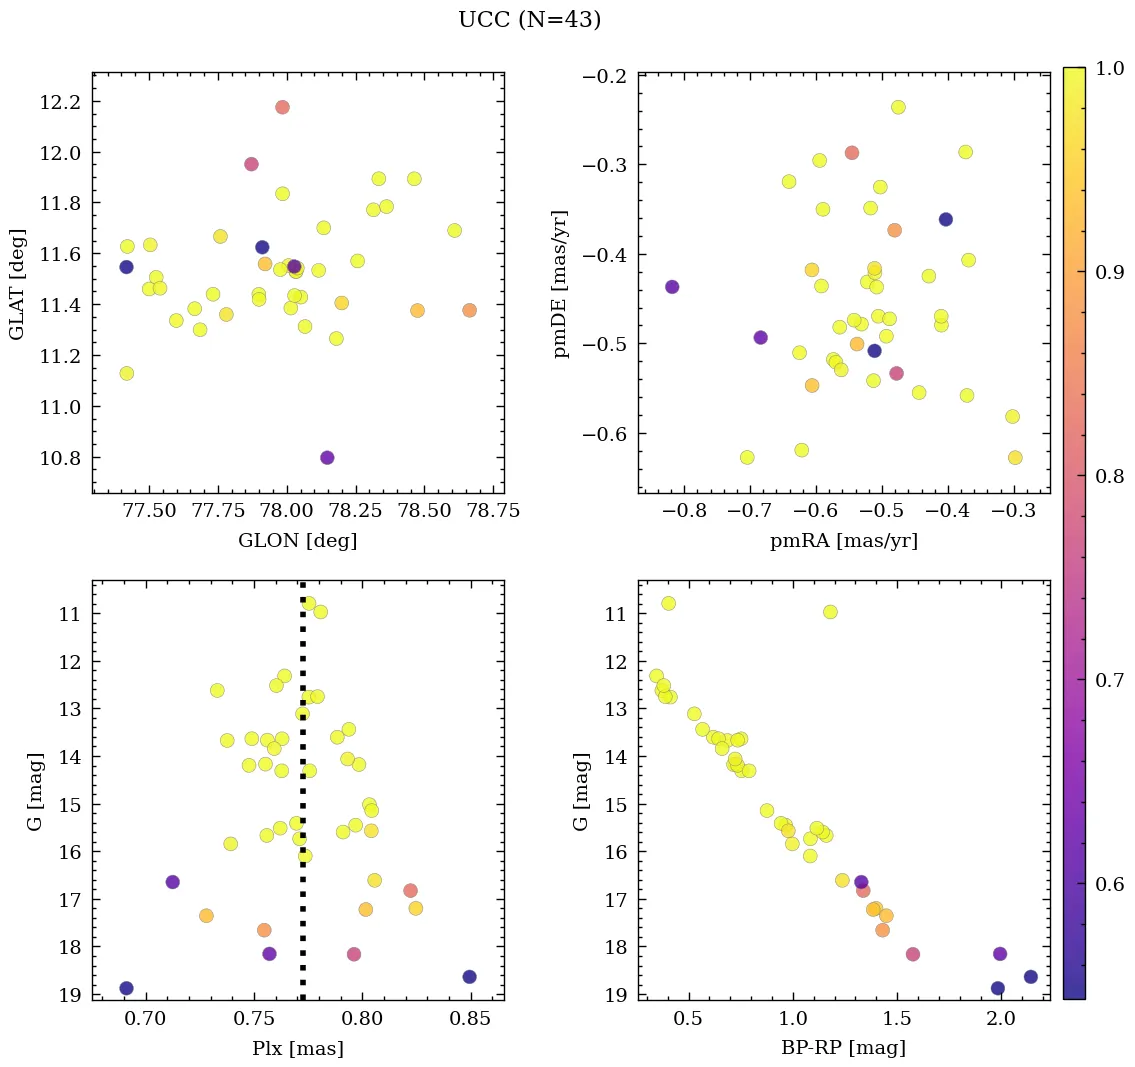 UCC (N=43)
12.2
12.0
11.8
11.6
11.4
11.2
11.0
10.8
GLAT [deg]
77.50 77.75 78.00 78.25 78.50 78.75
GLON [deg]
−0.2
−0.3
−0.4
−0.5
−0.6
pmDE [mas/yr]
−0.8 −0.7 −0.6 −0.5 −0.4 −0.3
pmRA [mas/yr]
11
12
13
14
15
16
17
18
19
G [mag]
0.70 0.75 0.80 0.85
Plx [mas]
11
12
13
14
15
16
17
18
19
G [mag]
0.5 1.0 1.5 2.0
BP-RP [mag]
1.0
0.9
0.8
0.7
0.6